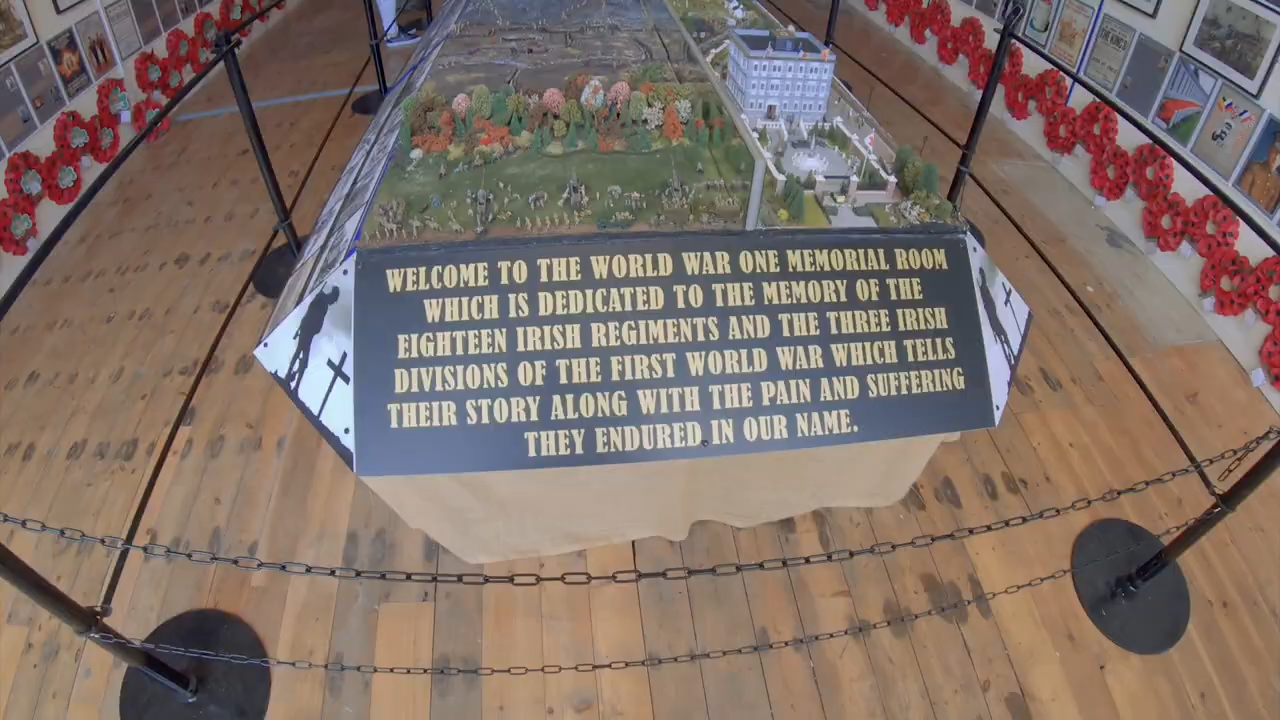 WELCOME TO THE WORLD WAR ONE MEMORIAL ROOM
WHICH IS DEDICATED TO THE MEMORY OF THE
EIGHTEEN IRISH REGIMENTS AND THE THREE IRISH
DIVISIONS OF THE FIRST WORLD WAR WHICH TELLS
THEIR STORY ALONG WITH THE PAIN AND SUFFERING
THEY ENDURED IN OUR NAME.